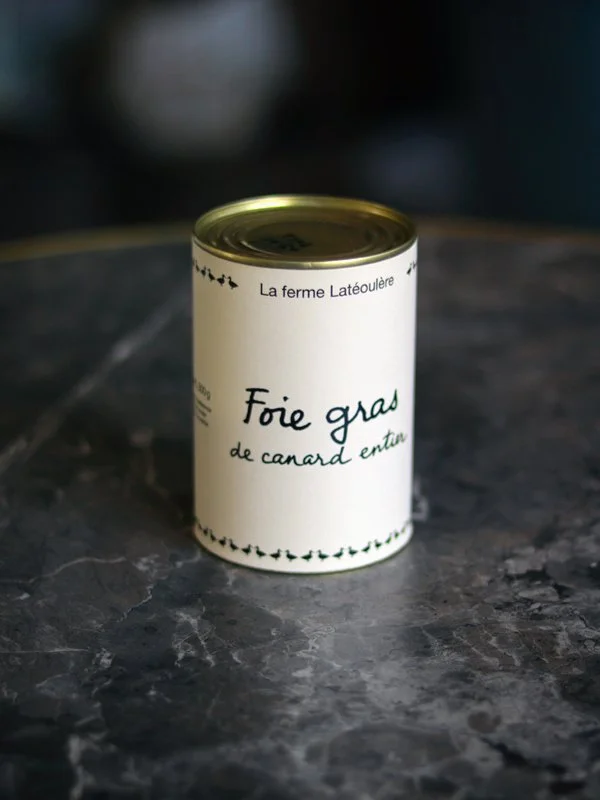 La ferme Latéoulère
Foie gras
de canard entier